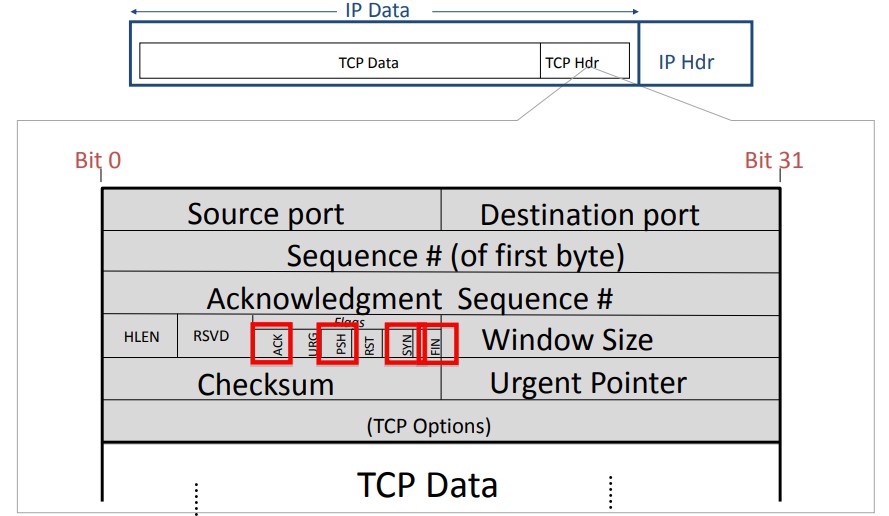 IP Data
TCP Data TCP Hdr IP Hdr
Bit 0 Bit 31
Source port Destination port
Sequence # (of first byte)
Acknowledgment Sequence #
HLEN RSVD Flags Window Size
ACK URG PSH RST SYN FIN
Checksum Urgent Pointer
(TCP Options)
TCP Data